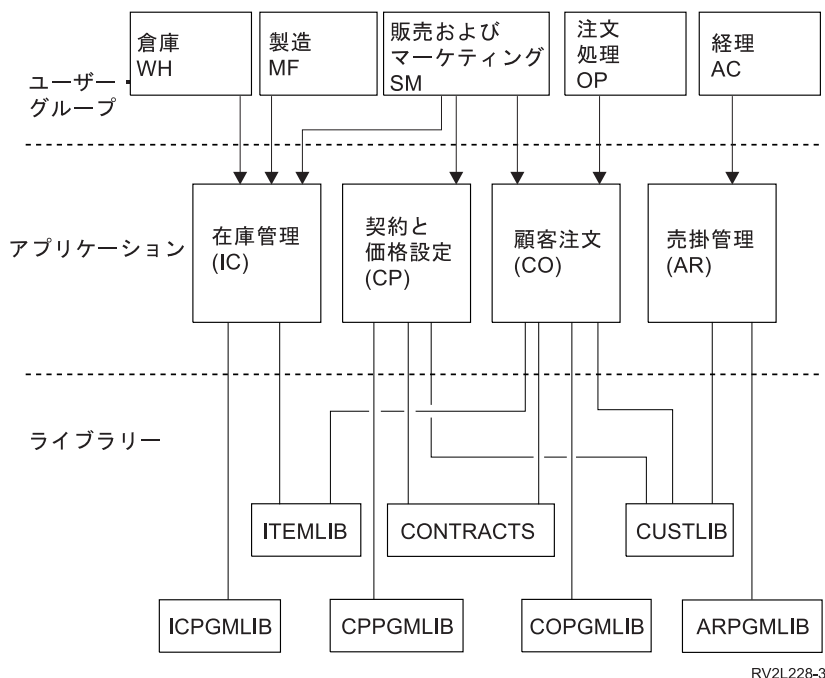 倉庫
WH
製造
MF
販売および
マーケティング
SM
注文
処理
OP
経理
AC
ユーザー
グループ
アプリケーション
在庫管理
(IC)
契約と
価格設定
(CP)
顧客注文
(CO)
売掛管理
(AR)
ライブラリー
ITEMLIB
CONTRACTS
CUSTLIB
ICPGMLIB
CPPGMLIB
COPGMLIB
ARPGMLIB
RV2L228-3